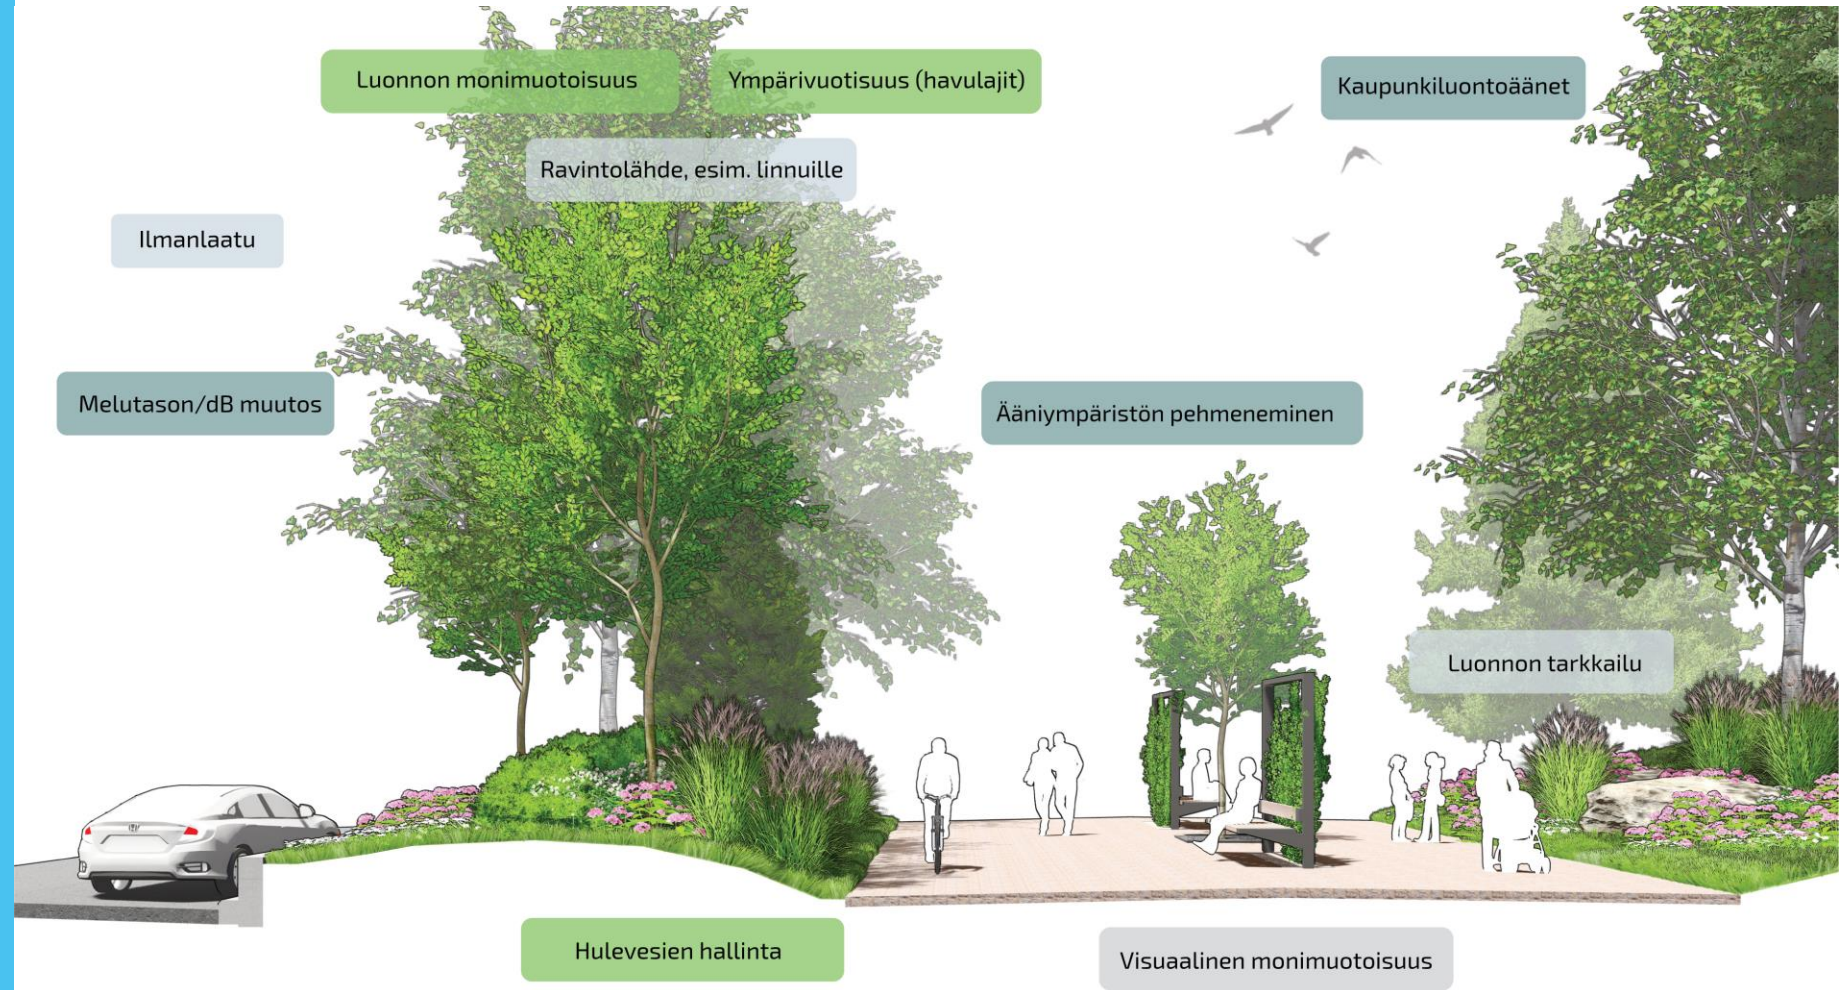 Luonnon monimuotoisuus
Ympärivuotisuus (havulajit)
Kaupunkiluontoäänet
Ravintolähde, esim. linnuille
Ilmanlaatu
Melutason/dB muutos
Ääniympäristön pehmeneminen
Luonnon tarkkailu
Hulevesien hallinta
Visuaalinen monimuotoisuus